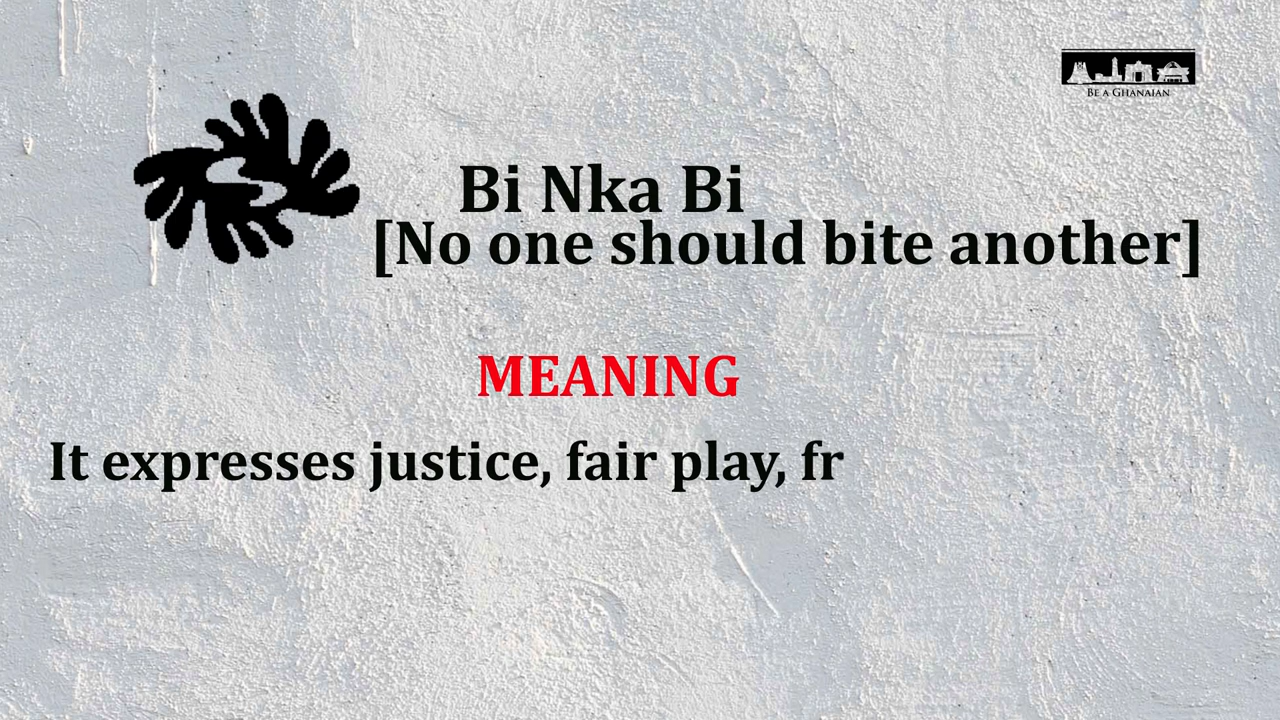 BE A GHANAIAN
Bi Nka Bi
[No one should bite another]
MEANING
It expresses justice, fair play, fr